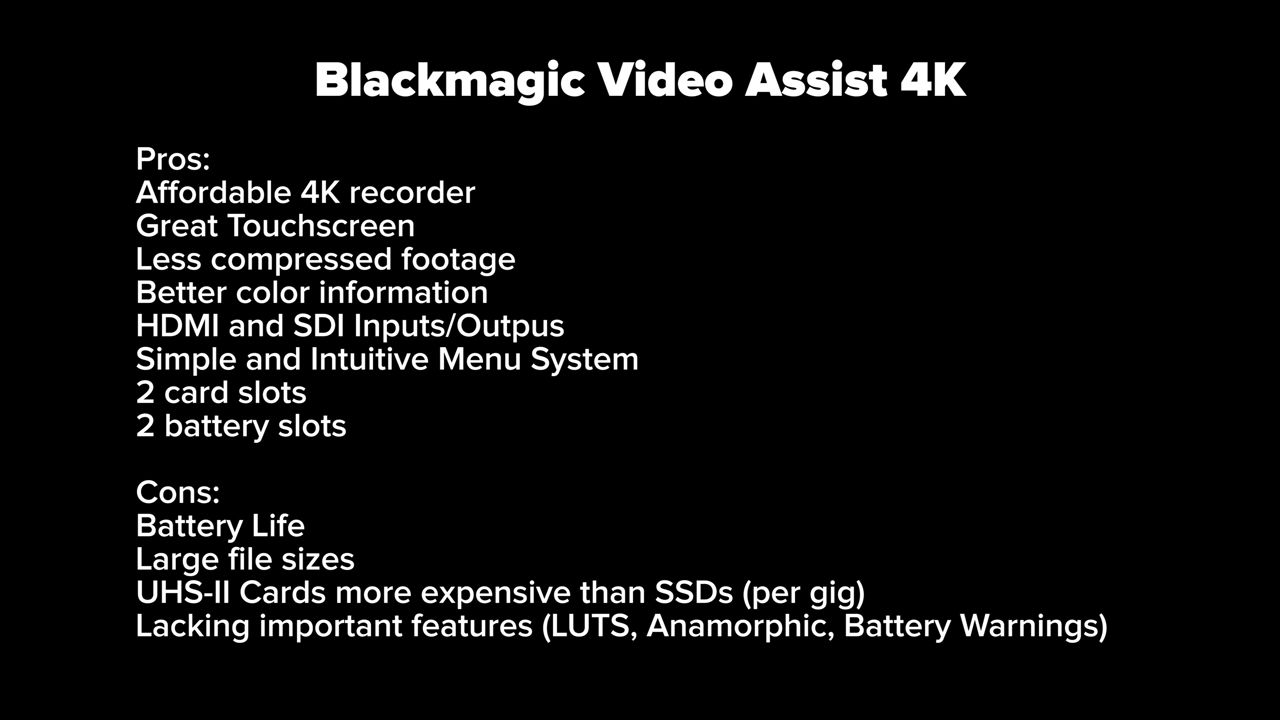 Blackmagic Video Assist 4K
Pros:
Affordable 4K recorder
Great Touchscreen
Less compressed footage
Better color information
HDMI and SDI Inputs/Outpus
Simple and Intuitive Menu System
2 card slots
2 battery slots
Cons:
Battery Life
Large file sizes
UHS-II Cards more expensive than SSDs (per gig)
Lacking important features (LUTS, Anamorphic, Battery Warnings)